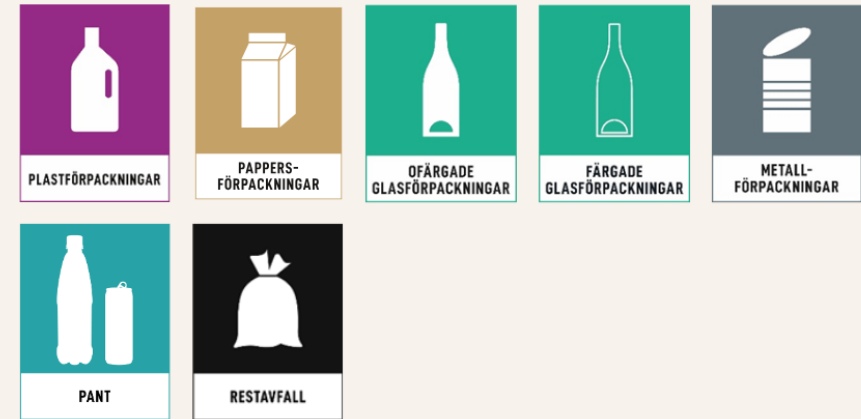 PLASTFÖRPACKNINGAR
PAPPERS-
FÖRPACKNINGAR
OFÄRGADE
GLASFÖRPACKNINGAR
FÄRGADE
GLASFÖRPACKNINGAR
METALL-
FÖRPACKNINGAR
PANT
RESTAVFALL